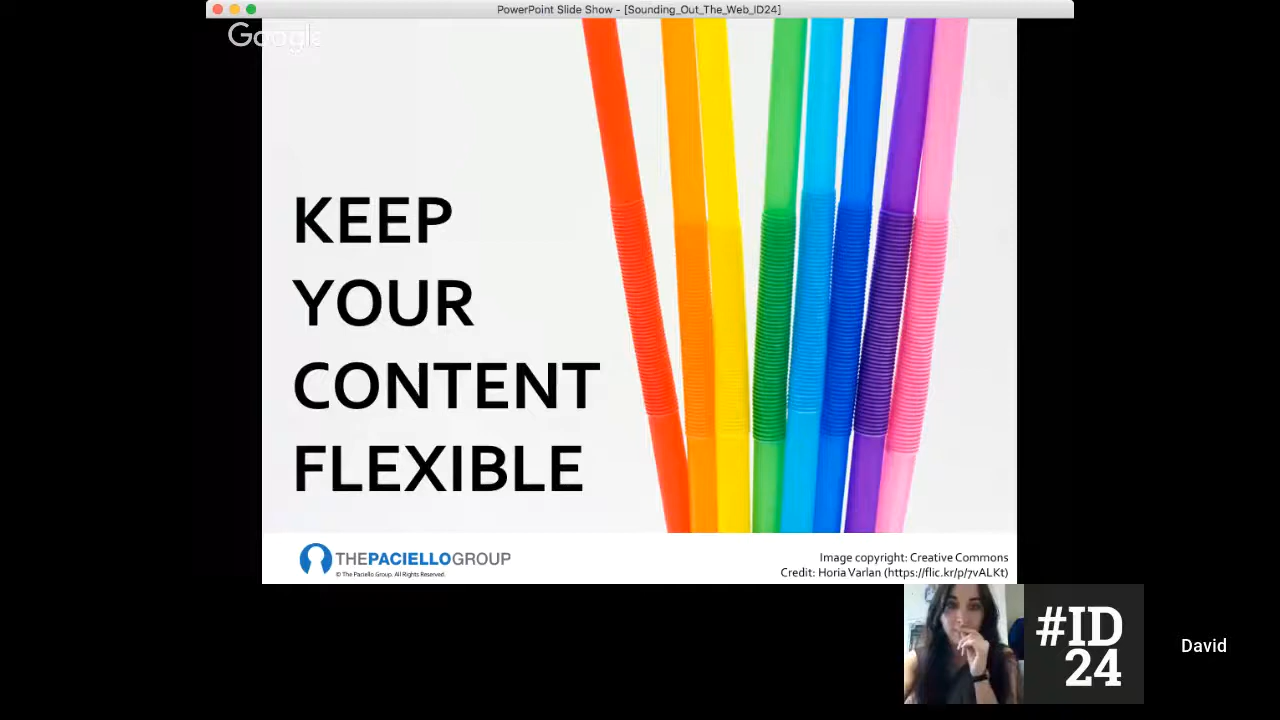 PowerPoint Slide Show - [Sounding_Out_The_Web_ID24]
Google
KEEP
YOUR
CONTENT
FLEXIBLE
THEPACIELLOGROUP
© The Paciello Group. All Rights Reserved.
Image copyright: Creative Commons
Credit: Horia Varlan (https://flic.kr/p/7vALKt)
#ID
24
David